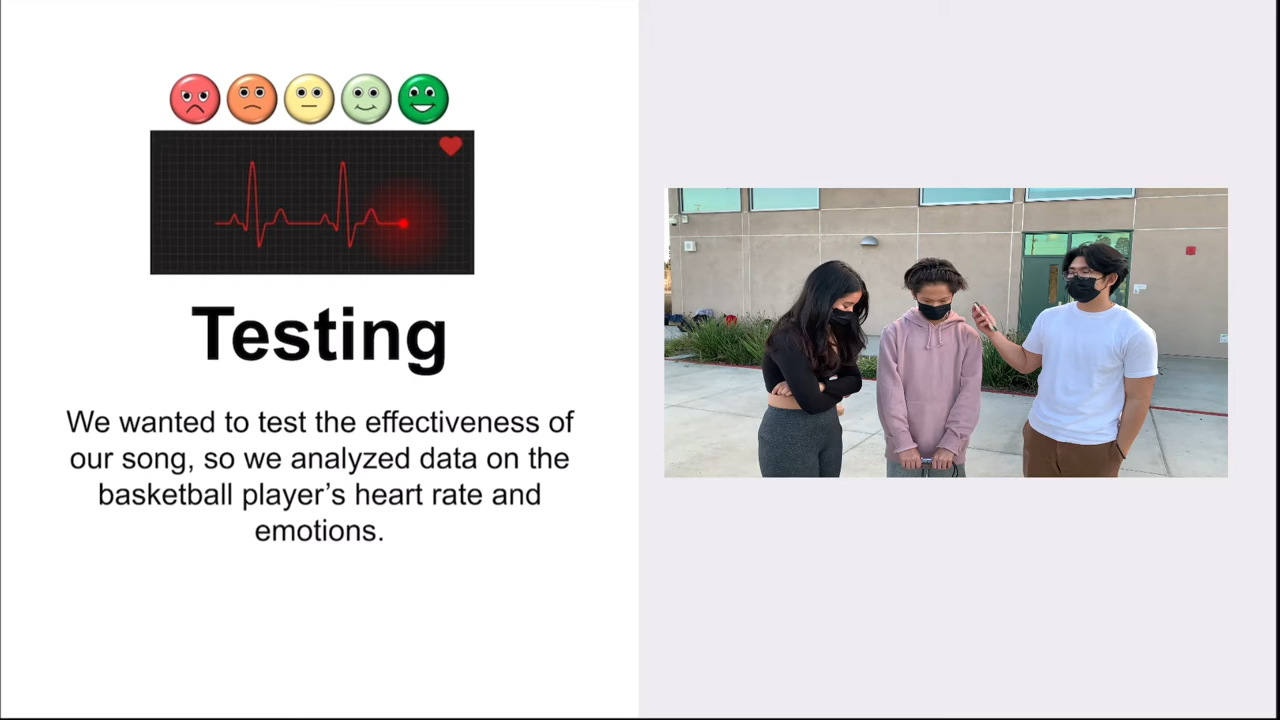 Testing
We wanted to test the effectiveness of
our song, so we analyzed data on the
basketball player’s heart rate and
emotions.